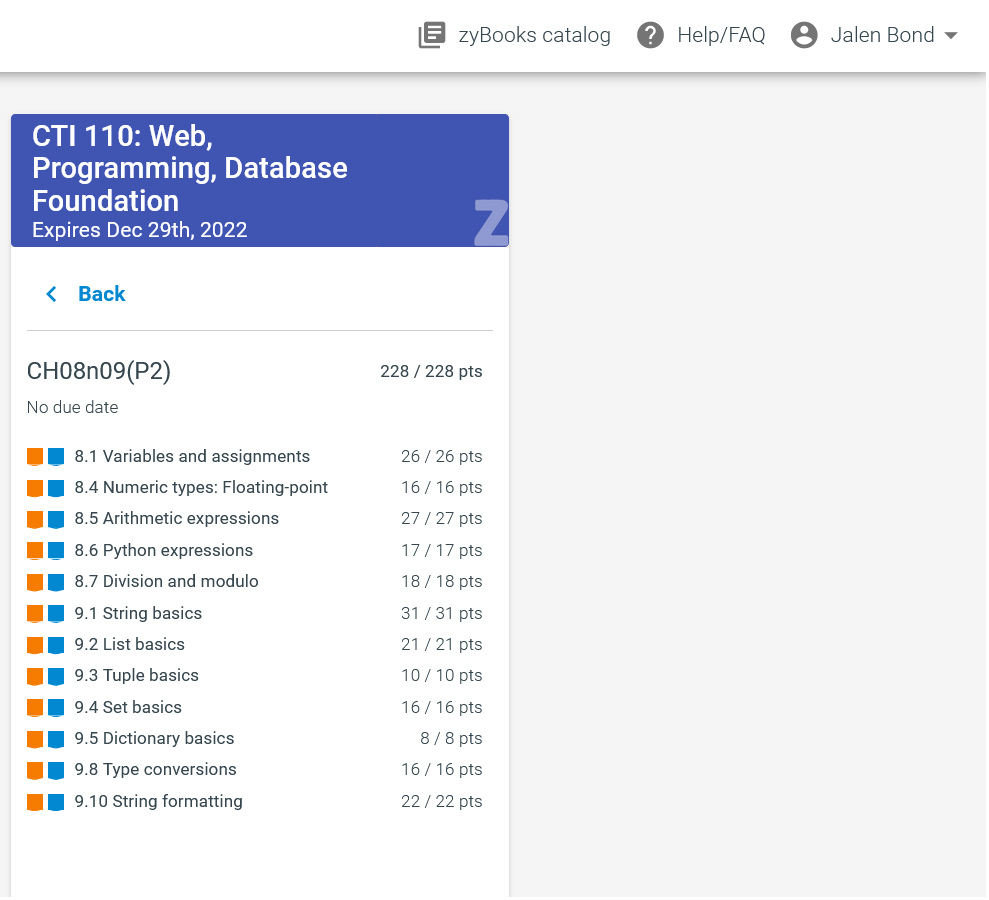 zyBooks catalog Help/FAQ Jalen Bond
CTI 110: Web,
Programming, Database
Foundation
Expires Dec 29th, 2022
Z
Back
CH08n09(P2) 228 / 228 pts
No due date
8.1 Variables and assignments 26 / 26 pts
8.4 Numeric types: Floating-point 16 / 16 pts
8.5 Arithmetic expressions 27 / 27 pts
8.6 Python expressions 17 / 17 pts
8.7 Division and modulo 18 / 18 pts
9.1 String basics 31 / 31 pts
9.2 List basics 21 / 21 pts
9.3 Tuple basics 10 / 10 pts
9.4 Set basics 16 / 16 pts
9.5 Dictionary basics 8 / 8 pts
9.8 Type conversions 16 / 16 pts
9.10 String formatting 22 / 22 pts